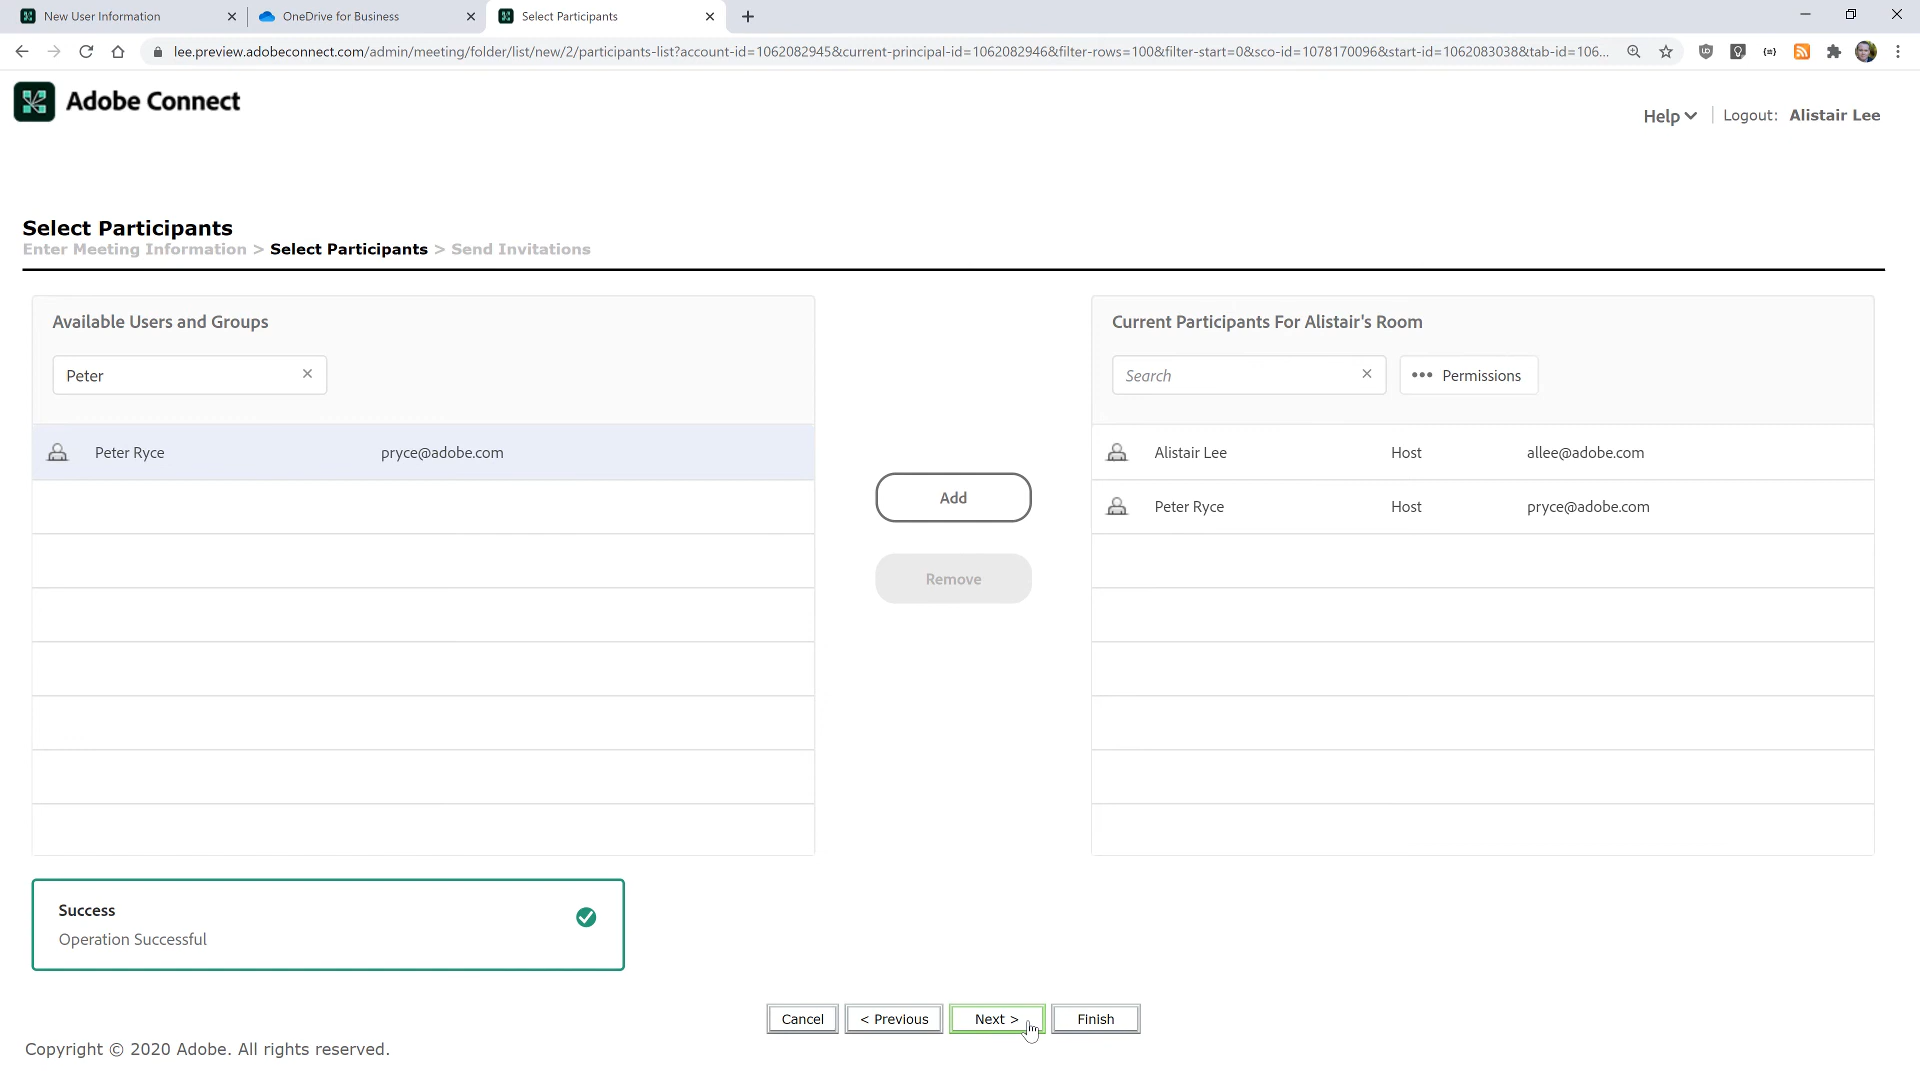 New User Information
OneDrive for Business
Select Participants
lee.preview.adobeconnect.com/admin/meeting/folder/list/new/2/participants-list?account-id=1062082945&current-principal-id=1062082946&filter-rows=100&filter-start=0&sco-id=1078170096&start-id=1062083038&tab-id=106...
Adobe Connect
Help
Logout: Alistair Lee
Select Participants
Enter Meeting Information > Select Participants > Send Invitations
Available Users and Groups
Peter
Peter Ryce pryce@adobe.com
Add
Remove
Current Participants For Alistair's Room
Search
••• Permissions
Alistair Lee Host allee@adobe.com
Peter Ryce Host pryce@adobe.com
Success
Operation Successful
Cancel
< Previous
Next >
Finish
Copyright © 2020 Adobe. All rights reserved.